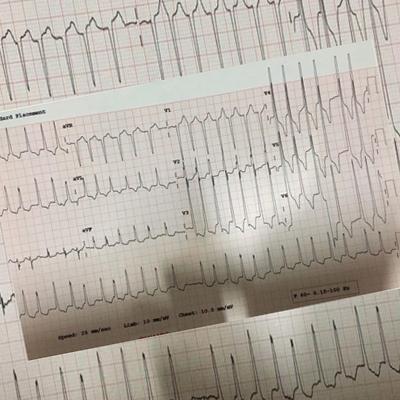 dard Placement
aVR
V1
V4
aVL
V2
V5
aVF
V3
V6
Speed: 25 mm/sec Limb: 10 mm/mV Chest: 10.0 mm/mV
F 60~ 0.15-100 Hz